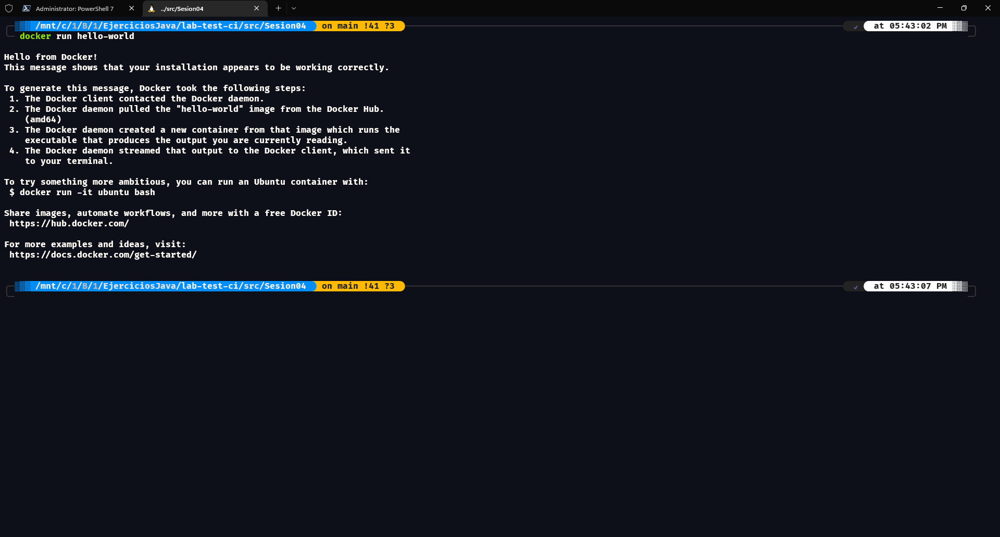 Administrator: PowerShell 7
../src/Sesion04
/mnt/c/1/B/1/EjerciciosJava/lab-test-ci/src/Sesion04 on main !41 ?3 ✓ at 05:43:02 PM
docker run hello-world
Hello from Docker!
This message shows that your installation appears to be working correctly.
To generate this message, Docker took the following steps:
1. The Docker client contacted the Docker daemon.
2. The Docker daemon pulled the "hello-world" image from the Docker Hub.
(amd64)
3. The Docker daemon created a new container from that image which runs the
executable that produces the output you are currently reading.
4. The Docker daemon streamed that output to the Docker client, which sent it
to your terminal.
To try something more ambitious, you can run an Ubuntu container with:
$ docker run -it ubuntu bash
Share images, automate workflows, and more with a free Docker ID:
https://hub.docker.com/
For more examples and ideas, visit:
https://docs.docker.com/get-started/
/mnt/c/1/B/1/EjerciciosJava/lab-test-ci/src/Sesion04 on main !41 ?3 ✓ at 05:43:07 PM